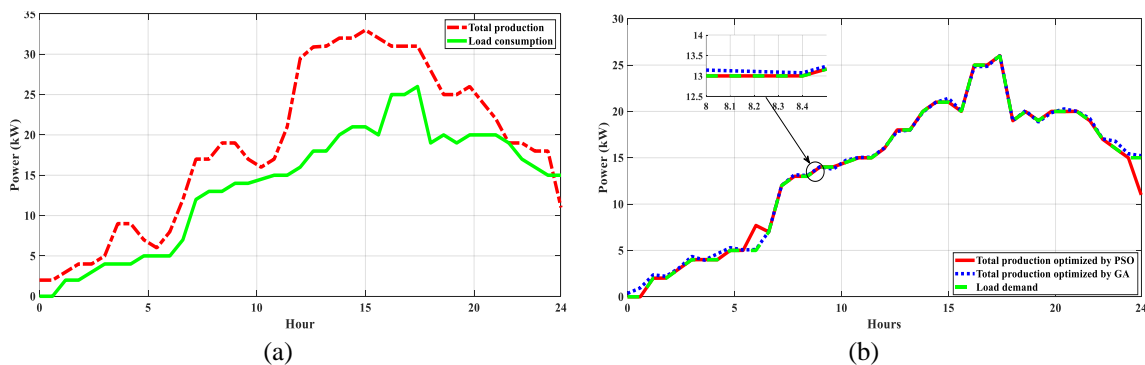 35
30
25
20
15
10
5
0
Power (kW)
Total production
Load consumption
0 5 10 15 20 24
Hour
(a)
30
25
20
15
10
5
0
Power (kW)
14
13.5
13
12.5
8 8.1 8.2 8.3 8.4
Total production optimized by PSO
Total production optimized by GA
Load demand
0 5 10 15 20 24
Hours
(b)